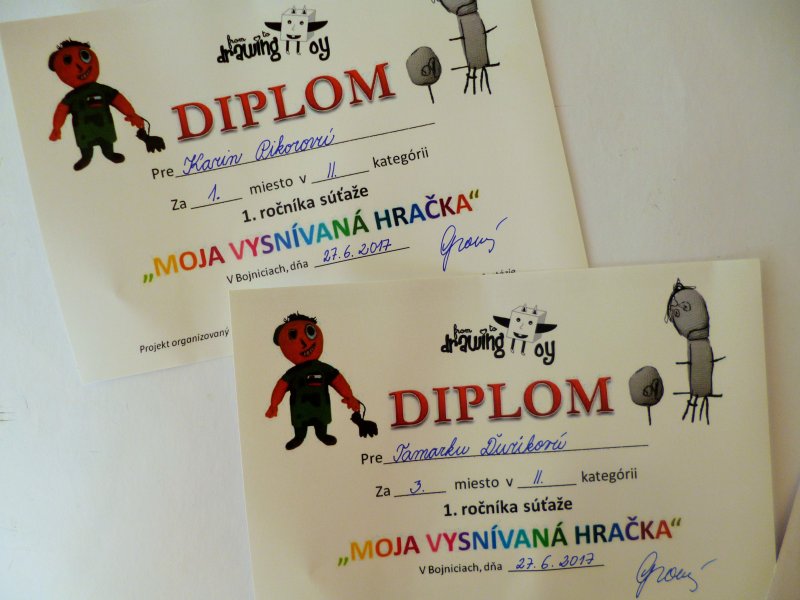 from to
drawing toy
DIPLOM
Pre Karin Pikorovú
Za 1. miesto v II. kategórii
1. ročníka súťaže
„MOJA VYSNÍVANÁ HRAČKA“
V Bojniciach, dňa 27.6.2017
Projekt organizovaný
from to
drawing toy
DIPLOM
Pre Tamarku Ďurikovú
Za 3. miesto v II. kategórii
1. ročníka súťaže
„MOJA VYSNÍVANÁ HRAČKA“
V Bojniciach, dňa 27.6.2017